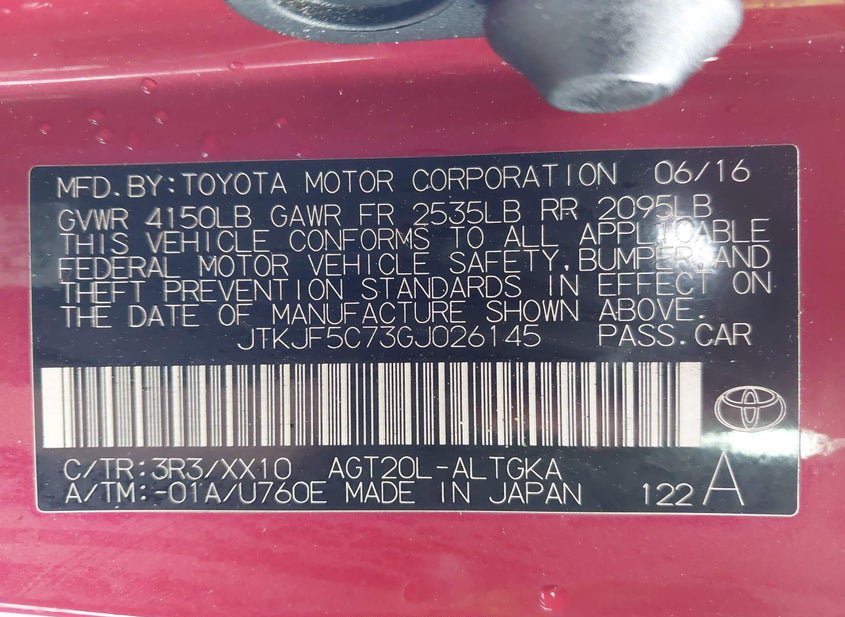 MFD.BY:TOYOTA MOTOR CORPORATION 06/16
GVWR 4150LB GAWR FR 2535LB RR 2095LB
THIS VEHICLE CONFORMS TO ALL APPLICABLE
FEDERAL MOTOR VEHICLE SAFETY,BUMPER,AND
THEFT PREVENTION STANDARDS IN EFFECT ON
THE DATE OF MANUFACTURE SHOWN ABOVE.
JTKJF5C73GJ026145 PASS.CAR
C/TR:3R3/XX10 AGT20L-ALTGKA
A/TM:-01A/U760E MADE IN JAPAN 122 A